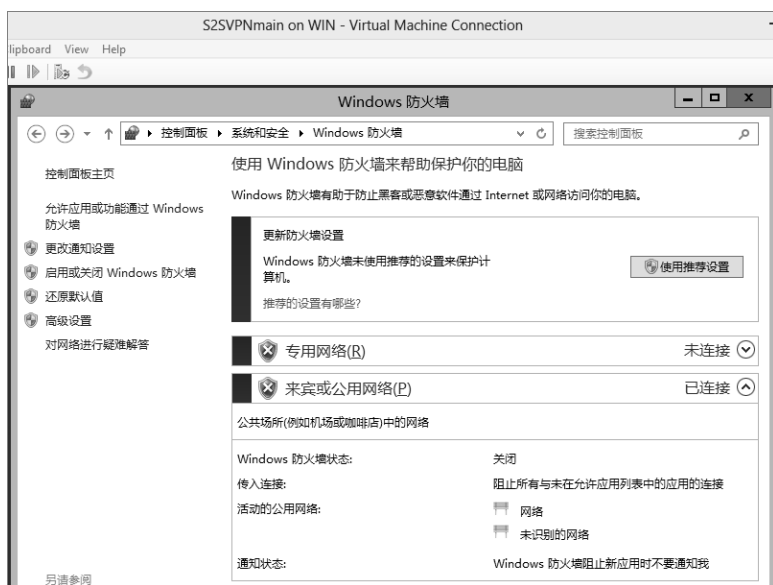 S2SVPNmain on WIN - Virtual Machine Connection
lipboard View Help
Windows 防火墙
控制面板 系统和安全 Windows 防火墙
搜索控制面板
控制面板主页
允许应用或功能通过 Windows
防火墙
更改通知设置
启用或关闭 Windows 防火墙
还原默认值
高级设置
对网络进行疑难解答
另请参阅
使用 Windows 防火墙来帮助保护你的电脑
Windows 防火墙有助于防止黑客或恶意软件通过 Internet 或网络访问你的电脑。
更新防火墙设置
Windows 防火墙未使用推荐的设置来保护计
算机。
使用推荐设置
推荐的设置有哪些?
专用网络(R) 未连接
来宾或公用网络(P) 已连接
公共场所(例如机场或咖啡店)中的网络
Windows 防火墙状态: 关闭
传入连接: 阻止所有与未在允许应用列表中的应用的连接
活动的公用网络: 网络
未识别的网络
通知状态: Windows 防火墙阻止新应用时不要通知我